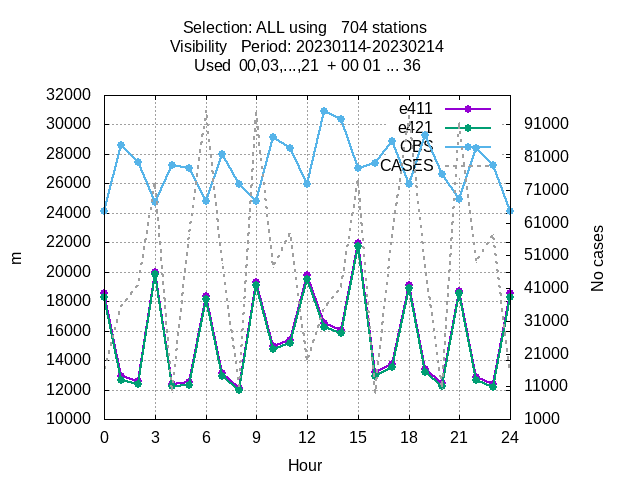 Selection: ALL using 704 stations
Visibility Period: 20230114-20230214
Used 00,03,...,21 + 00 01 ... 36
32000
30000
28000
26000
24000
22000
20000
18000
16000
14000
12000
10000
m
e411
e421
OBS
CASES
91000
81000
71000
61000
51000
41000
31000
21000
11000
1000
No cases
0 3 6 9 12 15 18 21 24
Hour